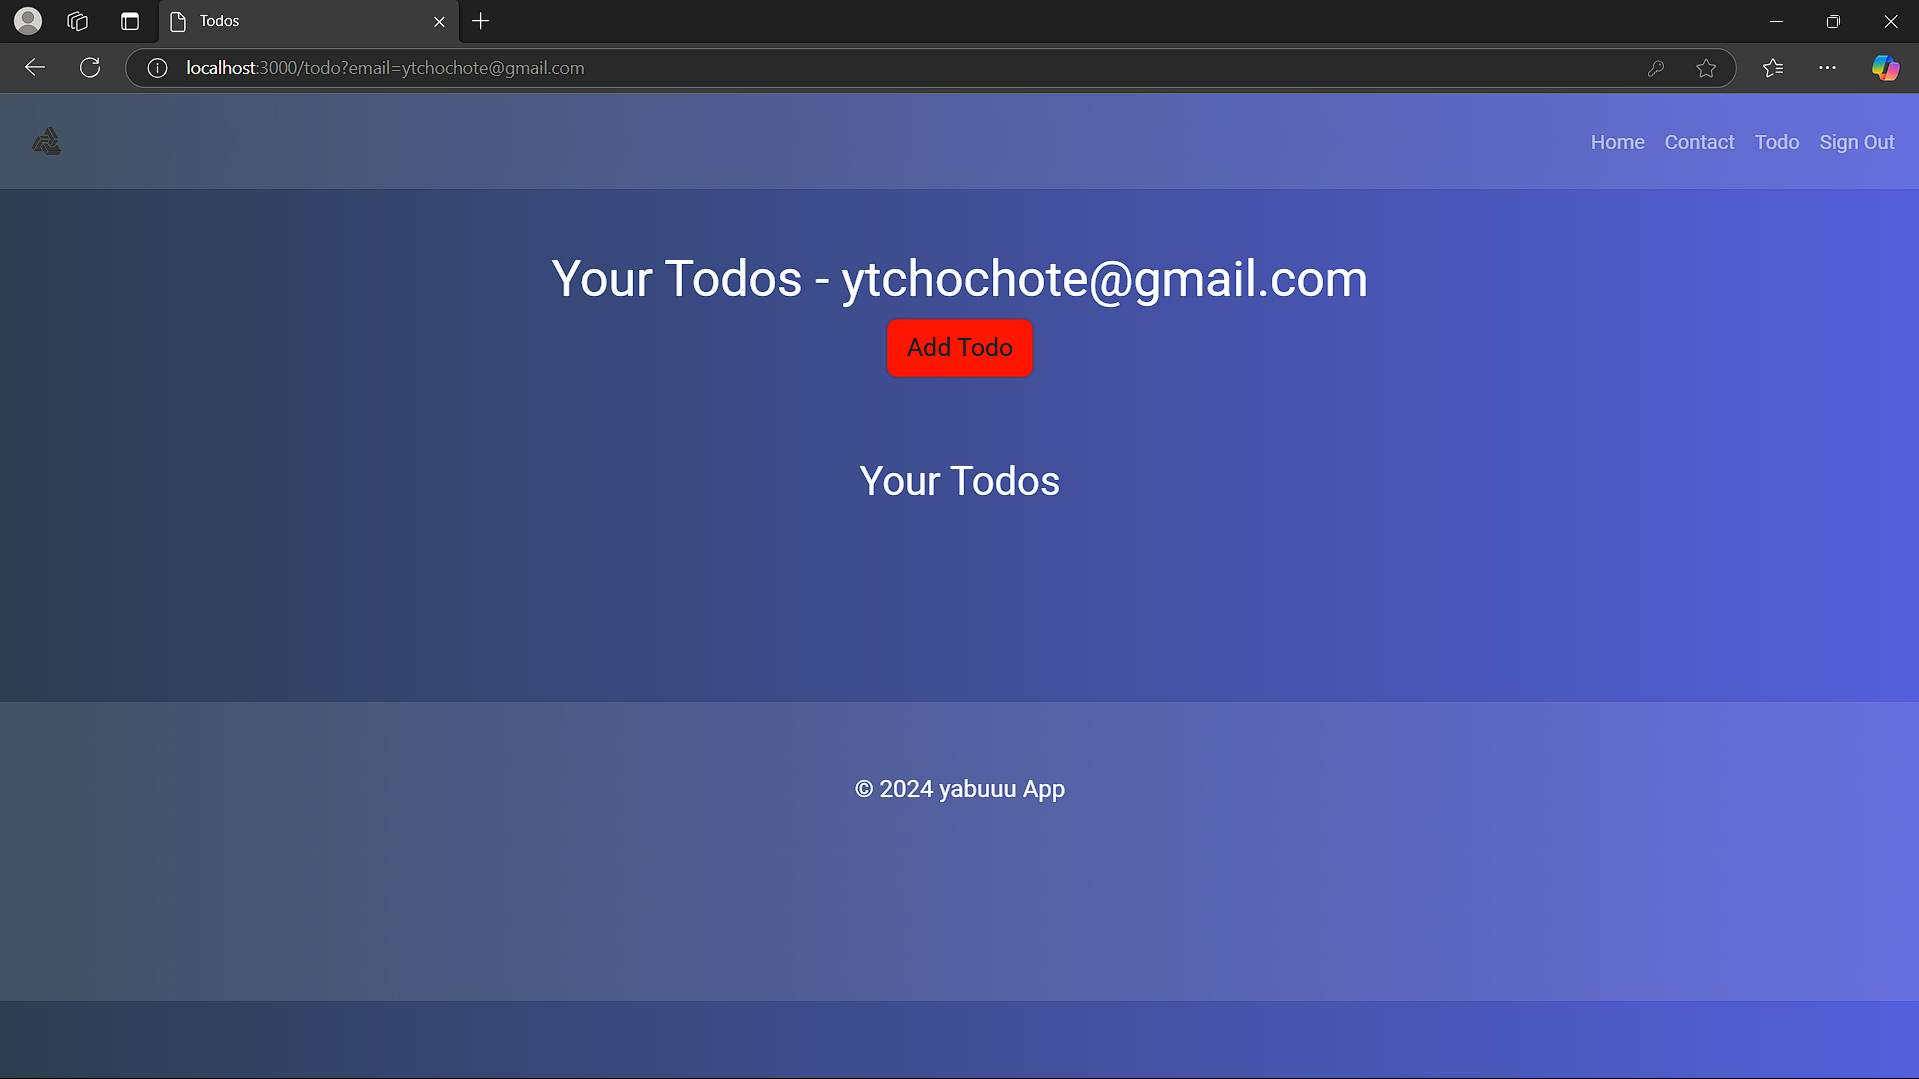 Todos
localhost:3000/todo?email=ytchochote@gmail.com
Home Contact Todo Sign Out
Your Todos - ytchochote@gmail.com
Add Todo
Your Todos
© 2024 yabuuu App